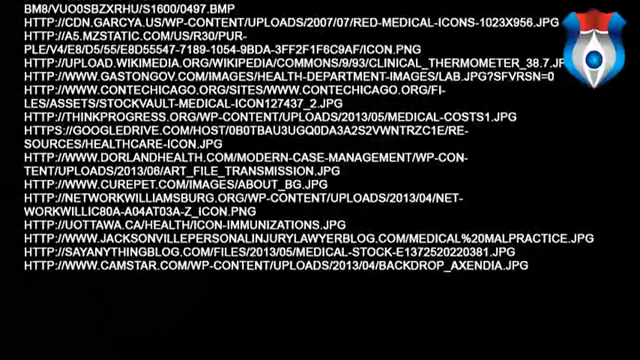 BM8/VUO0SBZXRHU/S1600/0497.BMP
HTTP://CDN.GARCYA.US/WP-CONTENT/UPLOADS/2007/07/RED-MEDICAL-ICONS-1023X956.JPG
HTTP://A5.MZSTATIC.COM/US/R30/PUR-
PLE/V4/E8/D5/55/E8D55547-7189-1054-9BDA-3FF2F1F6C9AF/ICON.PNG
HTTP://UPLOAD.WIKIMEDIA.ORG/WIKIPEDIA/COMMONS/9/93/CLINICAL_THERMOMETER_38.7.JP
HTTP://WWW.GASTONGOV.COM/IMAGES/HEALTH-DEPARTMENT-IMAGES/LAB.JPG?SFVRSN=0
HTTP://WWW.CONTECHICAGO.ORG/SITES/WWW.CONTECHICAGO.ORG/FI-
LES/ASSETS/STOCKVAULT-MEDICAL-ICON127437_2.JPG
HTTP://THINKPROGRESS.ORG/WP-CONTENT/UPLOADS/2013/05/MEDICAL-COSTS1.JPG
HTTPS://GOOGLEDRIVE.COM/HOST/0B0TBAU3UGQ0DA3A2S2VWNTRZC1E/RE-
SOURCES/HEALTHCARE-ICON.JPG
HTTP://WWW.DORLANDHEALTH.COM/MODERN-CASE-MANAGEMENT/WP-CON-
TENT/UPLOADS/2013/06/ART_FILE_TRANSMISSION.JPG
HTTP://WWW.CUREPET.COM/IMAGES/ABOUT_BG.JPG
HTTP://NETWORKWILLIAMSBURG.ORG/WP-CONTENT/UPLOADS/2013/04/NET-
WORKWILLIC80A-A04AT03A-Z_ICON.PNG
HTTP://UOTTAWA.CA/HEALTH/ICON-IMMUNIZATIONS.JPG
HTTP://WWW.JACKSONVILLEPERSONALINJURYLAWYERBLOG.COM/MEDICAL%20MALPRACTICE.JPG
HTTP://SAYANYTHINGBLOG.COM/FILES/2013/05/MEDICAL-STOCK-E1372520220381.JPG
HTTP://WWW.CAMSTAR.COM/WP-CONTENT/UPLOADS/2013/04/BACKDROP_AXENDIA.JPG